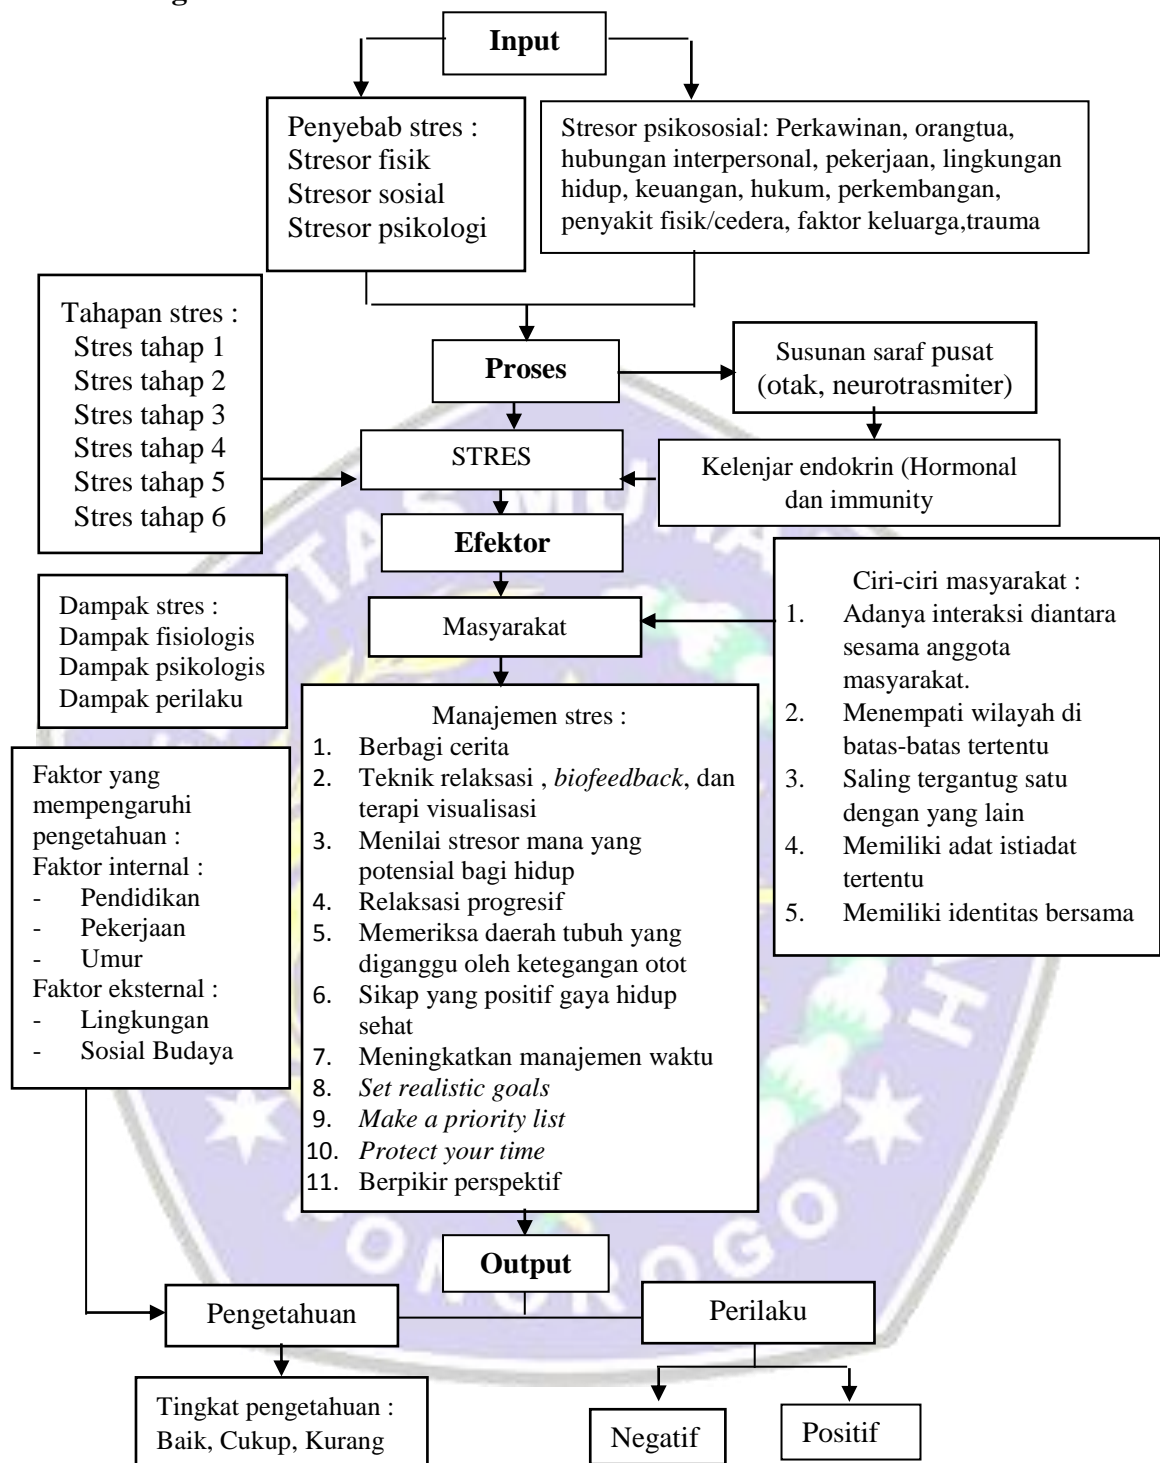 Input
Penyebab stres :
Stresor fisik
Stresor sosial
Stresor psikologi
Stresor psikososial: Perkawinan, orangtua,
hubungan interpersonal, pekerjaan, lingkungan
hidup, keuangan, hukum, perkembangan,
penyakit fisik/cedera, faktor keluarga,trauma
Tahapan stres :
Stres tahap 1
Stres tahap 2
Stres tahap 3
Stres tahap 4
Stres tahap 5
Stres tahap 6
Proses
Susunan saraf pusat
(otak, neurotrasmiter)
STRES
Kelenjar endokrin (Hormonal
dan immunity
Efektor
Dampak stres :
Dampak fisiologis
Dampak psikologis
Dampak perilaku
Masyarakat
Ciri-ciri masyarakat :
1. Adanya interaksi diantara
sesama anggota
masyarakat.
2. Menempati wilayah di
batas-batas tertentu
3. Saling tergantug satu
dengan yang lain
4. Memiliki adat istiadat
tertentu
5. Memiliki identitas bersama
Manajemen stres :
1. Berbagi cerita
2. Teknik relaksasi , biofeedback, dan
terapi visualisasi
3. Menilai stresor mana yang
potensial bagi hidup
4. Relaksasi progresif
5. Memeriksa daerah tubuh yang
diganggu oleh ketegangan otot
6. Sikap yang positif gaya hidup
sehat
7. Meningkatkan manajemen waktu
8. Set realistic goals
9. Make a priority list
10. Protect your time
11. Berpikir perspektif
Faktor yang
mempengaruhi
pengetahuan :
Faktor internal :
- Pendidikan
- Pekerjaan
- Umur
Faktor eksternal :
- Lingkungan
- Sosial Budaya
Output
Pengetahuan
Perilaku
Tingkat pengetahuan :
Baik, Cukup, Kurang
Negatif
Positif